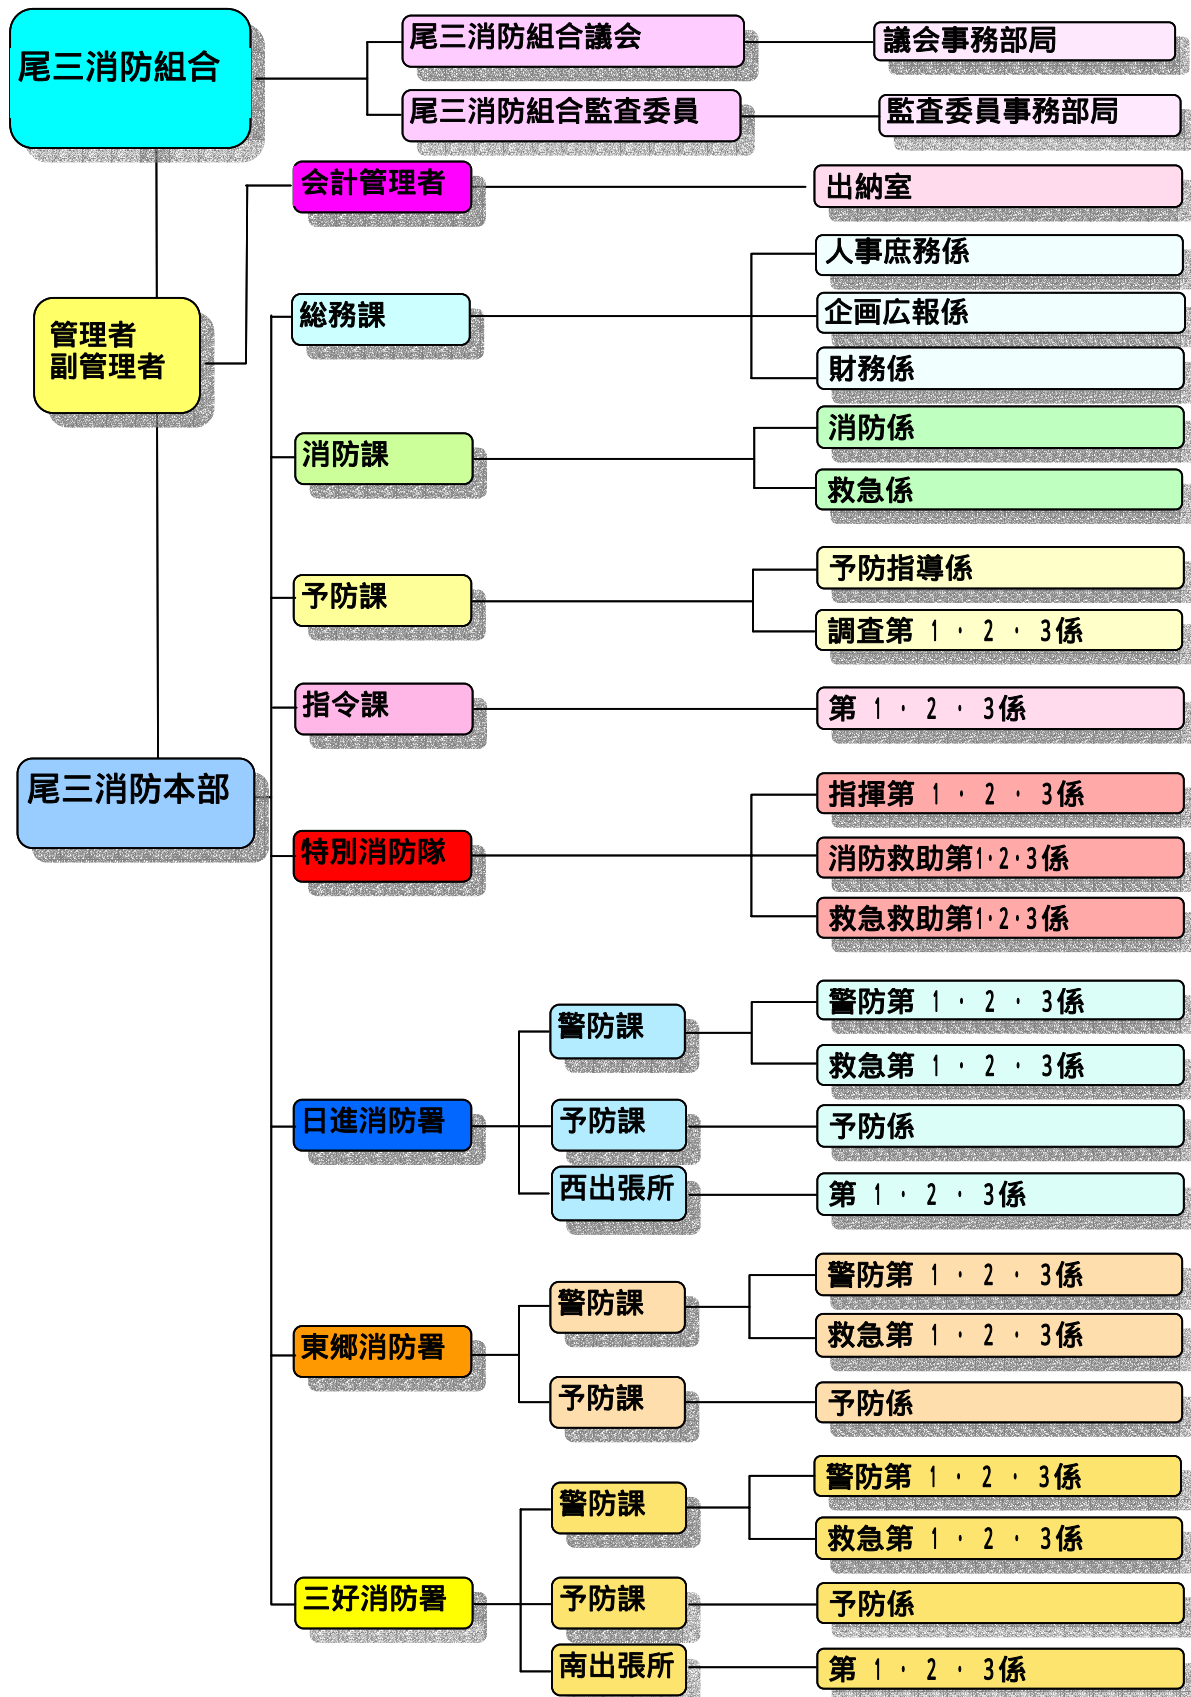 尾三消防組合
尾三消防組合議会
議会事務部局
尾三消防組合監査委員
監査委員事務部局
会計管理者
出納室
管理者
副管理者
総務課
人事庶務係
企画広報係
財務係
消防課
消防係
救急係
予防課
予防指導係
調査第 1 ・ 2 ・ 3係
指令課
第 1 ・ 2 ・ 3係
尾三消防本部
特別消防隊
指揮第 1 ・ 2 ・ 3係
消防救助第1・2・3係
救急救助第1・2・3係
日進消防署
警防課
警防第 1 ・ 2 ・ 3係
救急第 1 ・ 2 ・ 3係
予防課
予防係
西出張所
第 1 ・ 2 ・ 3係
東郷消防署
警防課
警防第 1 ・ 2 ・ 3係
救急第 1 ・ 2 ・ 3係
予防課
予防係
三好消防署
警防課
警防第 1 ・ 2 ・ 3係
救急第 1 ・ 2 ・ 3係
予防課
予防係
南出張所
第 1 ・ 2 ・ 3係